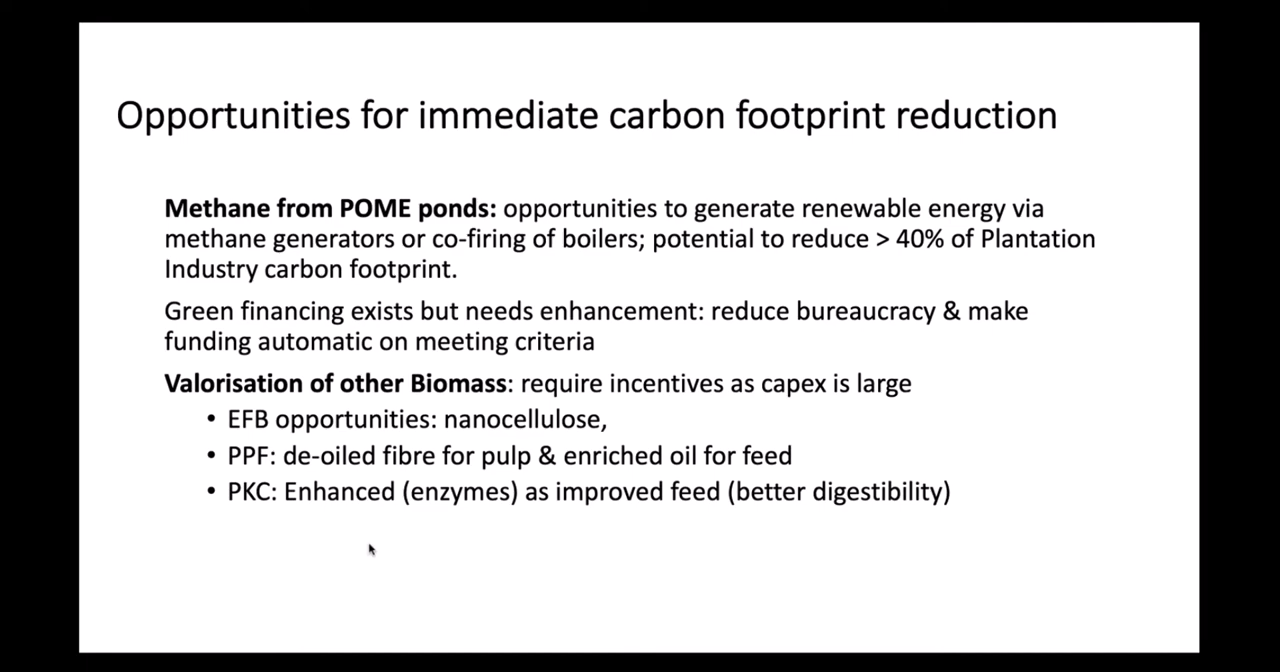 Opportunities for immediate carbon footprint reduction
Methane from POME ponds: opportunities to generate renewable energy via
methane generators or co-firing of boilers; potential to reduce > 40% of Plantation
Industry carbon footprint.
Green financing exists but needs enhancement: reduce bureaucracy & make
funding automatic on meeting criteria
Valorisation of other Biomass: require incentives as capex is large
• EFB opportunities: nanocellulose,
• PPF: de-oiled fibre for pulp & enriched oil for feed
• PKC: Enhanced (enzymes) as improved feed (better digestibility)